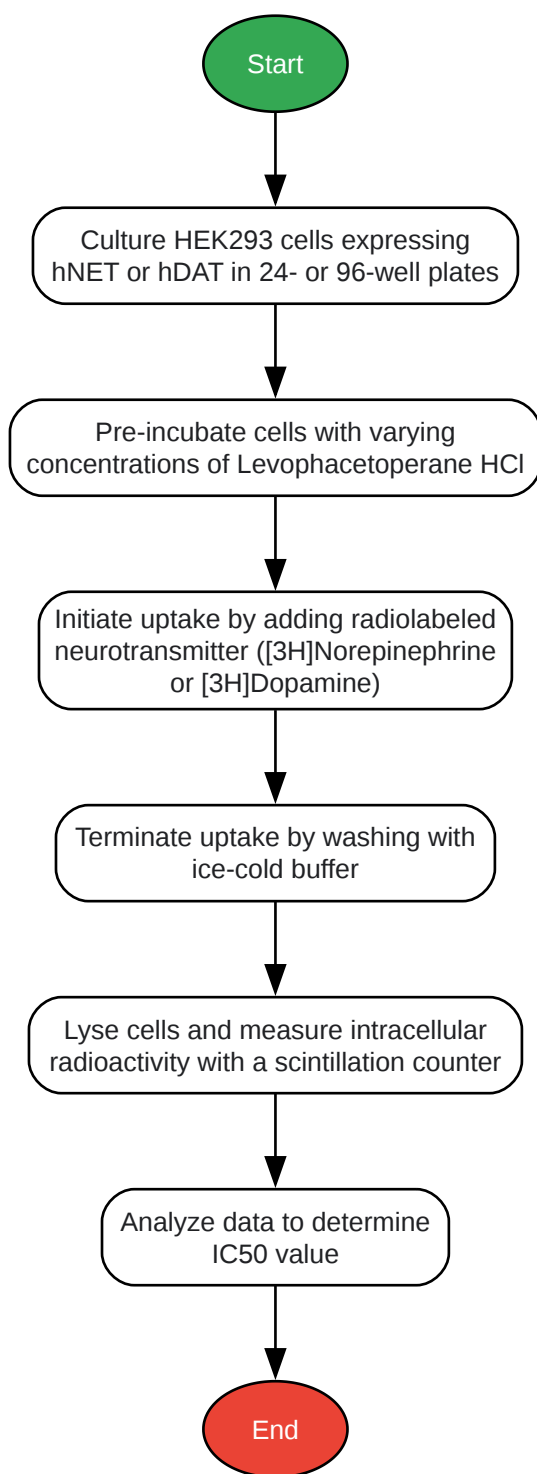 Start
Culture HEK293 cells expressing
hNET or hDAT in 24- or 96-well plates
Pre-incubate cells with varying
concentrations of Levophacetoperane HCl
Initiate uptake by adding radiolabeled
neurotransmitter ([3H]Norepinephrine
or [3H]Dopamine)
Terminate uptake by washing with
ice-cold buffer
Lyse cells and measure intracellular
radioactivity with a scintillation counter
Analyze data to determine
IC50 value
End